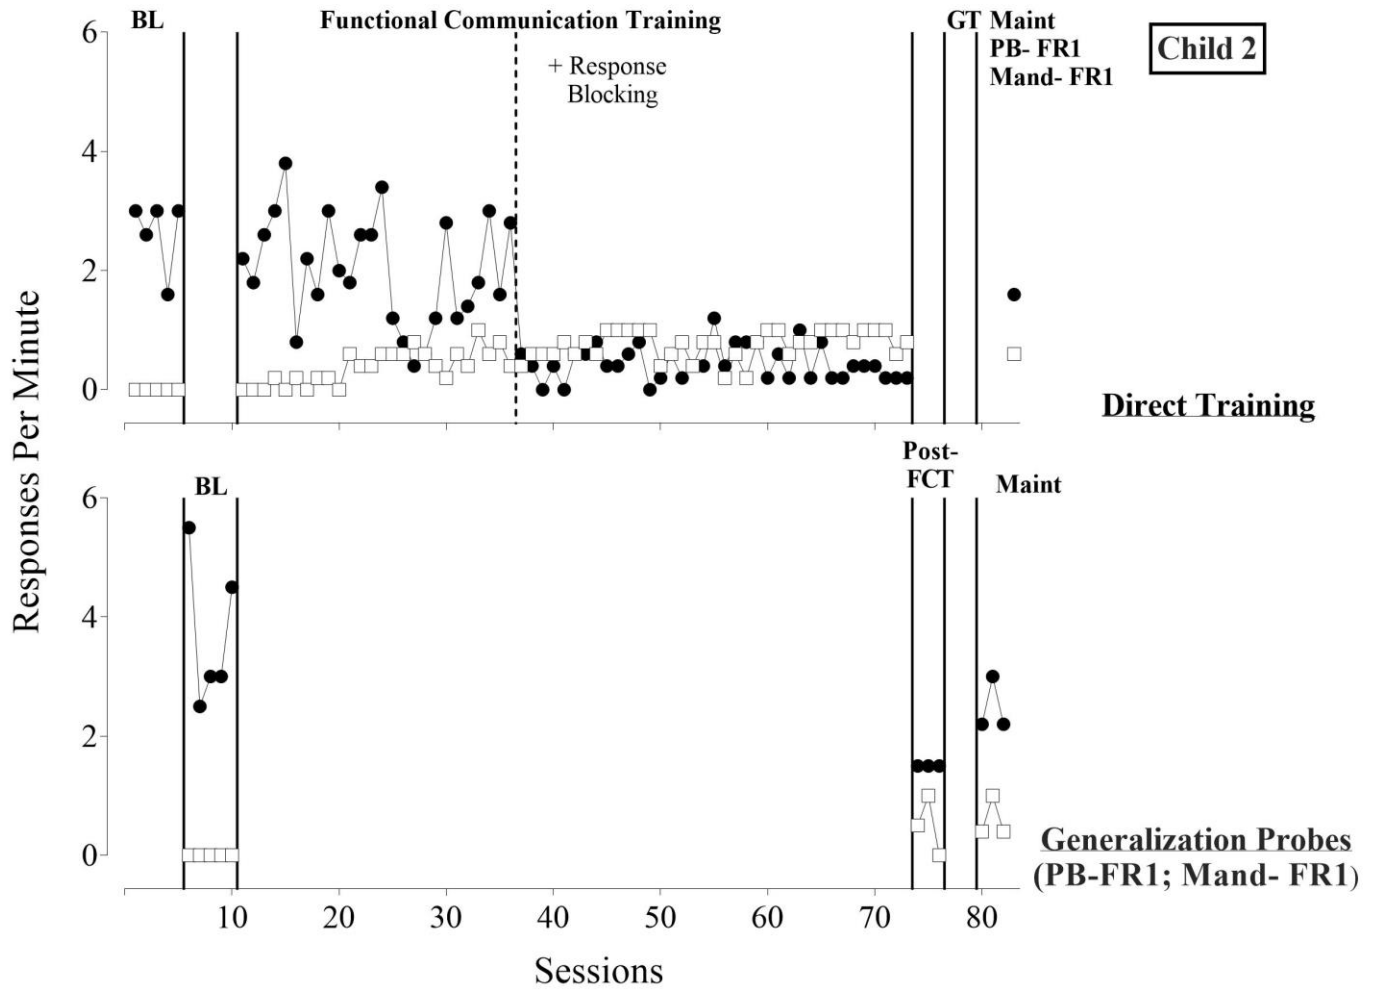 BL
Functional Communication Training
GT
Maint
PB- FR1
Mand- FR1
Child 2
+ Response
Blocking
6
4
2
0
Direct Training
Responses Per Minute
BL
Post-
FCT
Maint
6
4
2
0
Generalization Probes
(PB-FR1; Mand- FR1)
10 20 30 40 50 60 70 80
Sessions